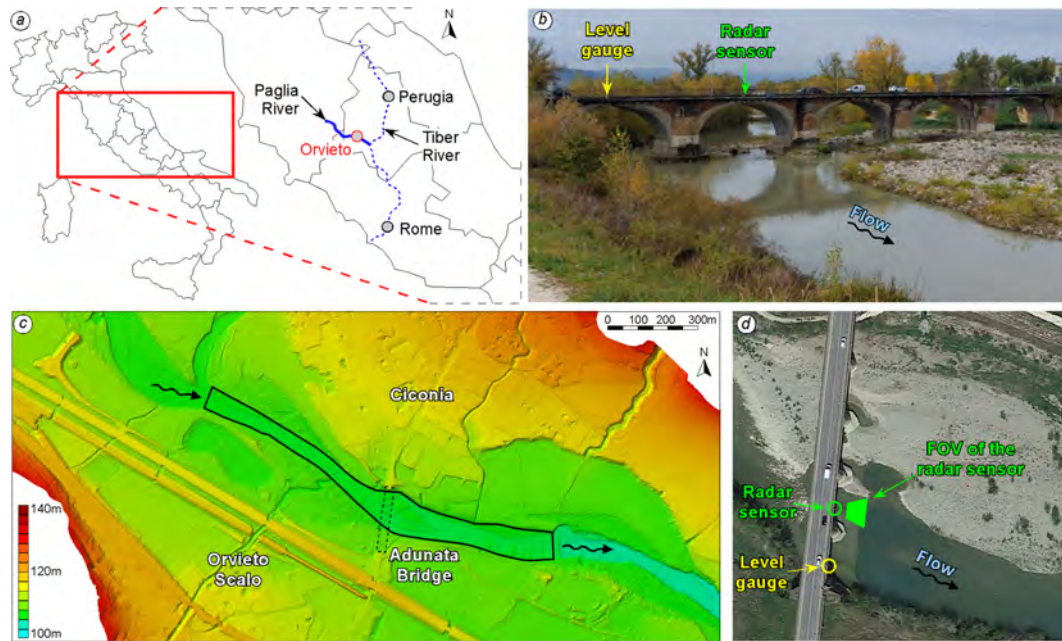 a
N
Paglia
River
Perugia
Orvieto
Tiber
River
Rome
b
Level
gauge
Radar
sensor
Flow
c
0 100 200 300m
N
Ciconia
140m
120m
100m
Orvieto
Scalo
Adunata
Bridge
d
FOV of the
radar sensor
Radar
sensor
Level
gauge
Flow